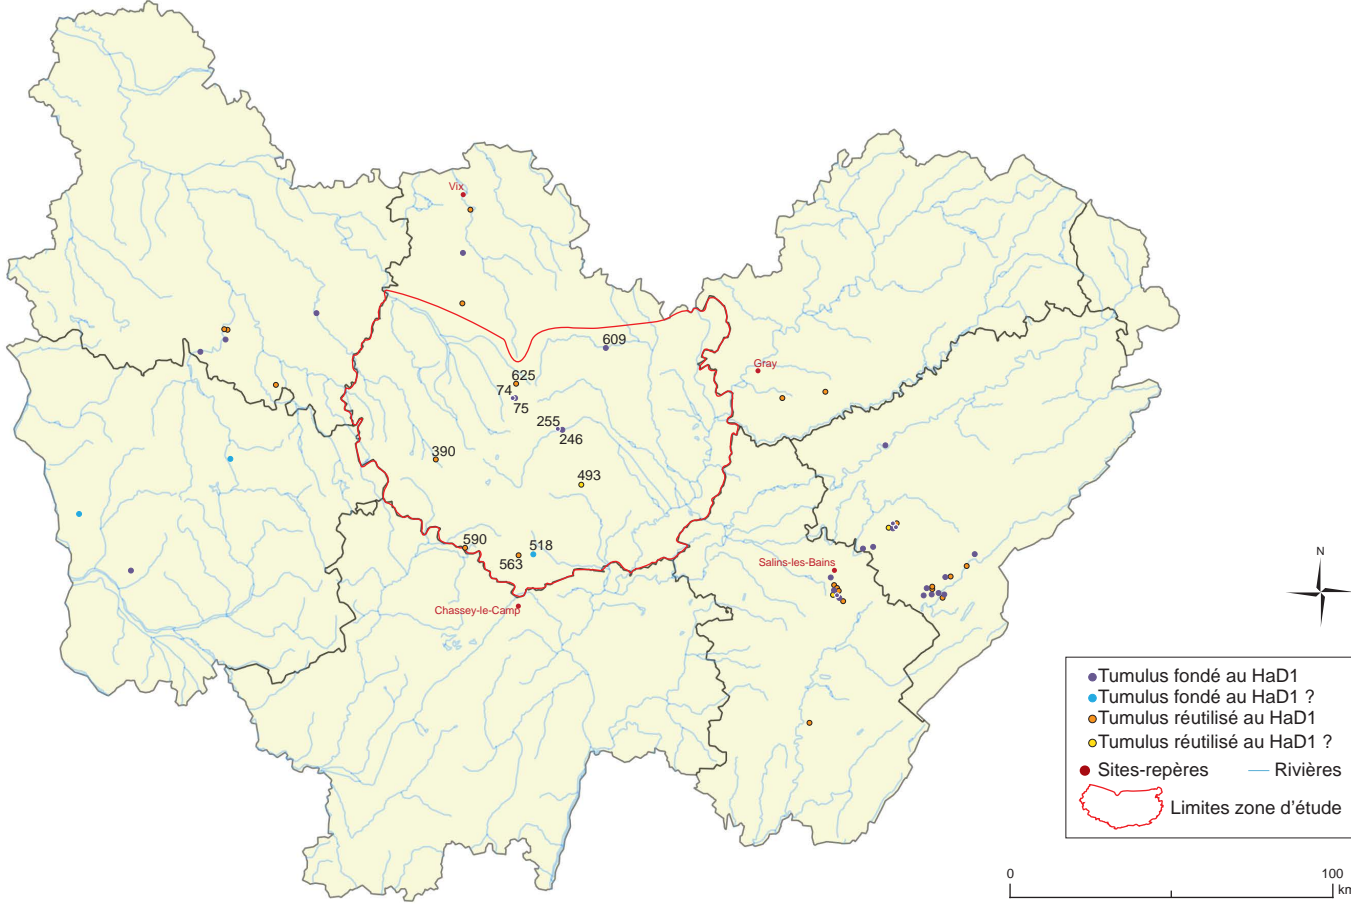 Vix
609
Gray
625
74
75
255
246
390
493
590
518
563
Salins-les-Bains
Chassey-le-Camp
N
Tumulus fondé au HaD1
Tumulus fondé au HaD1 ?
Tumulus réutilisé au HaD1
Tumulus réutilisé au HaD1 ?
Sites-repères
Rivières
Limites zone d'étude
0
100
km